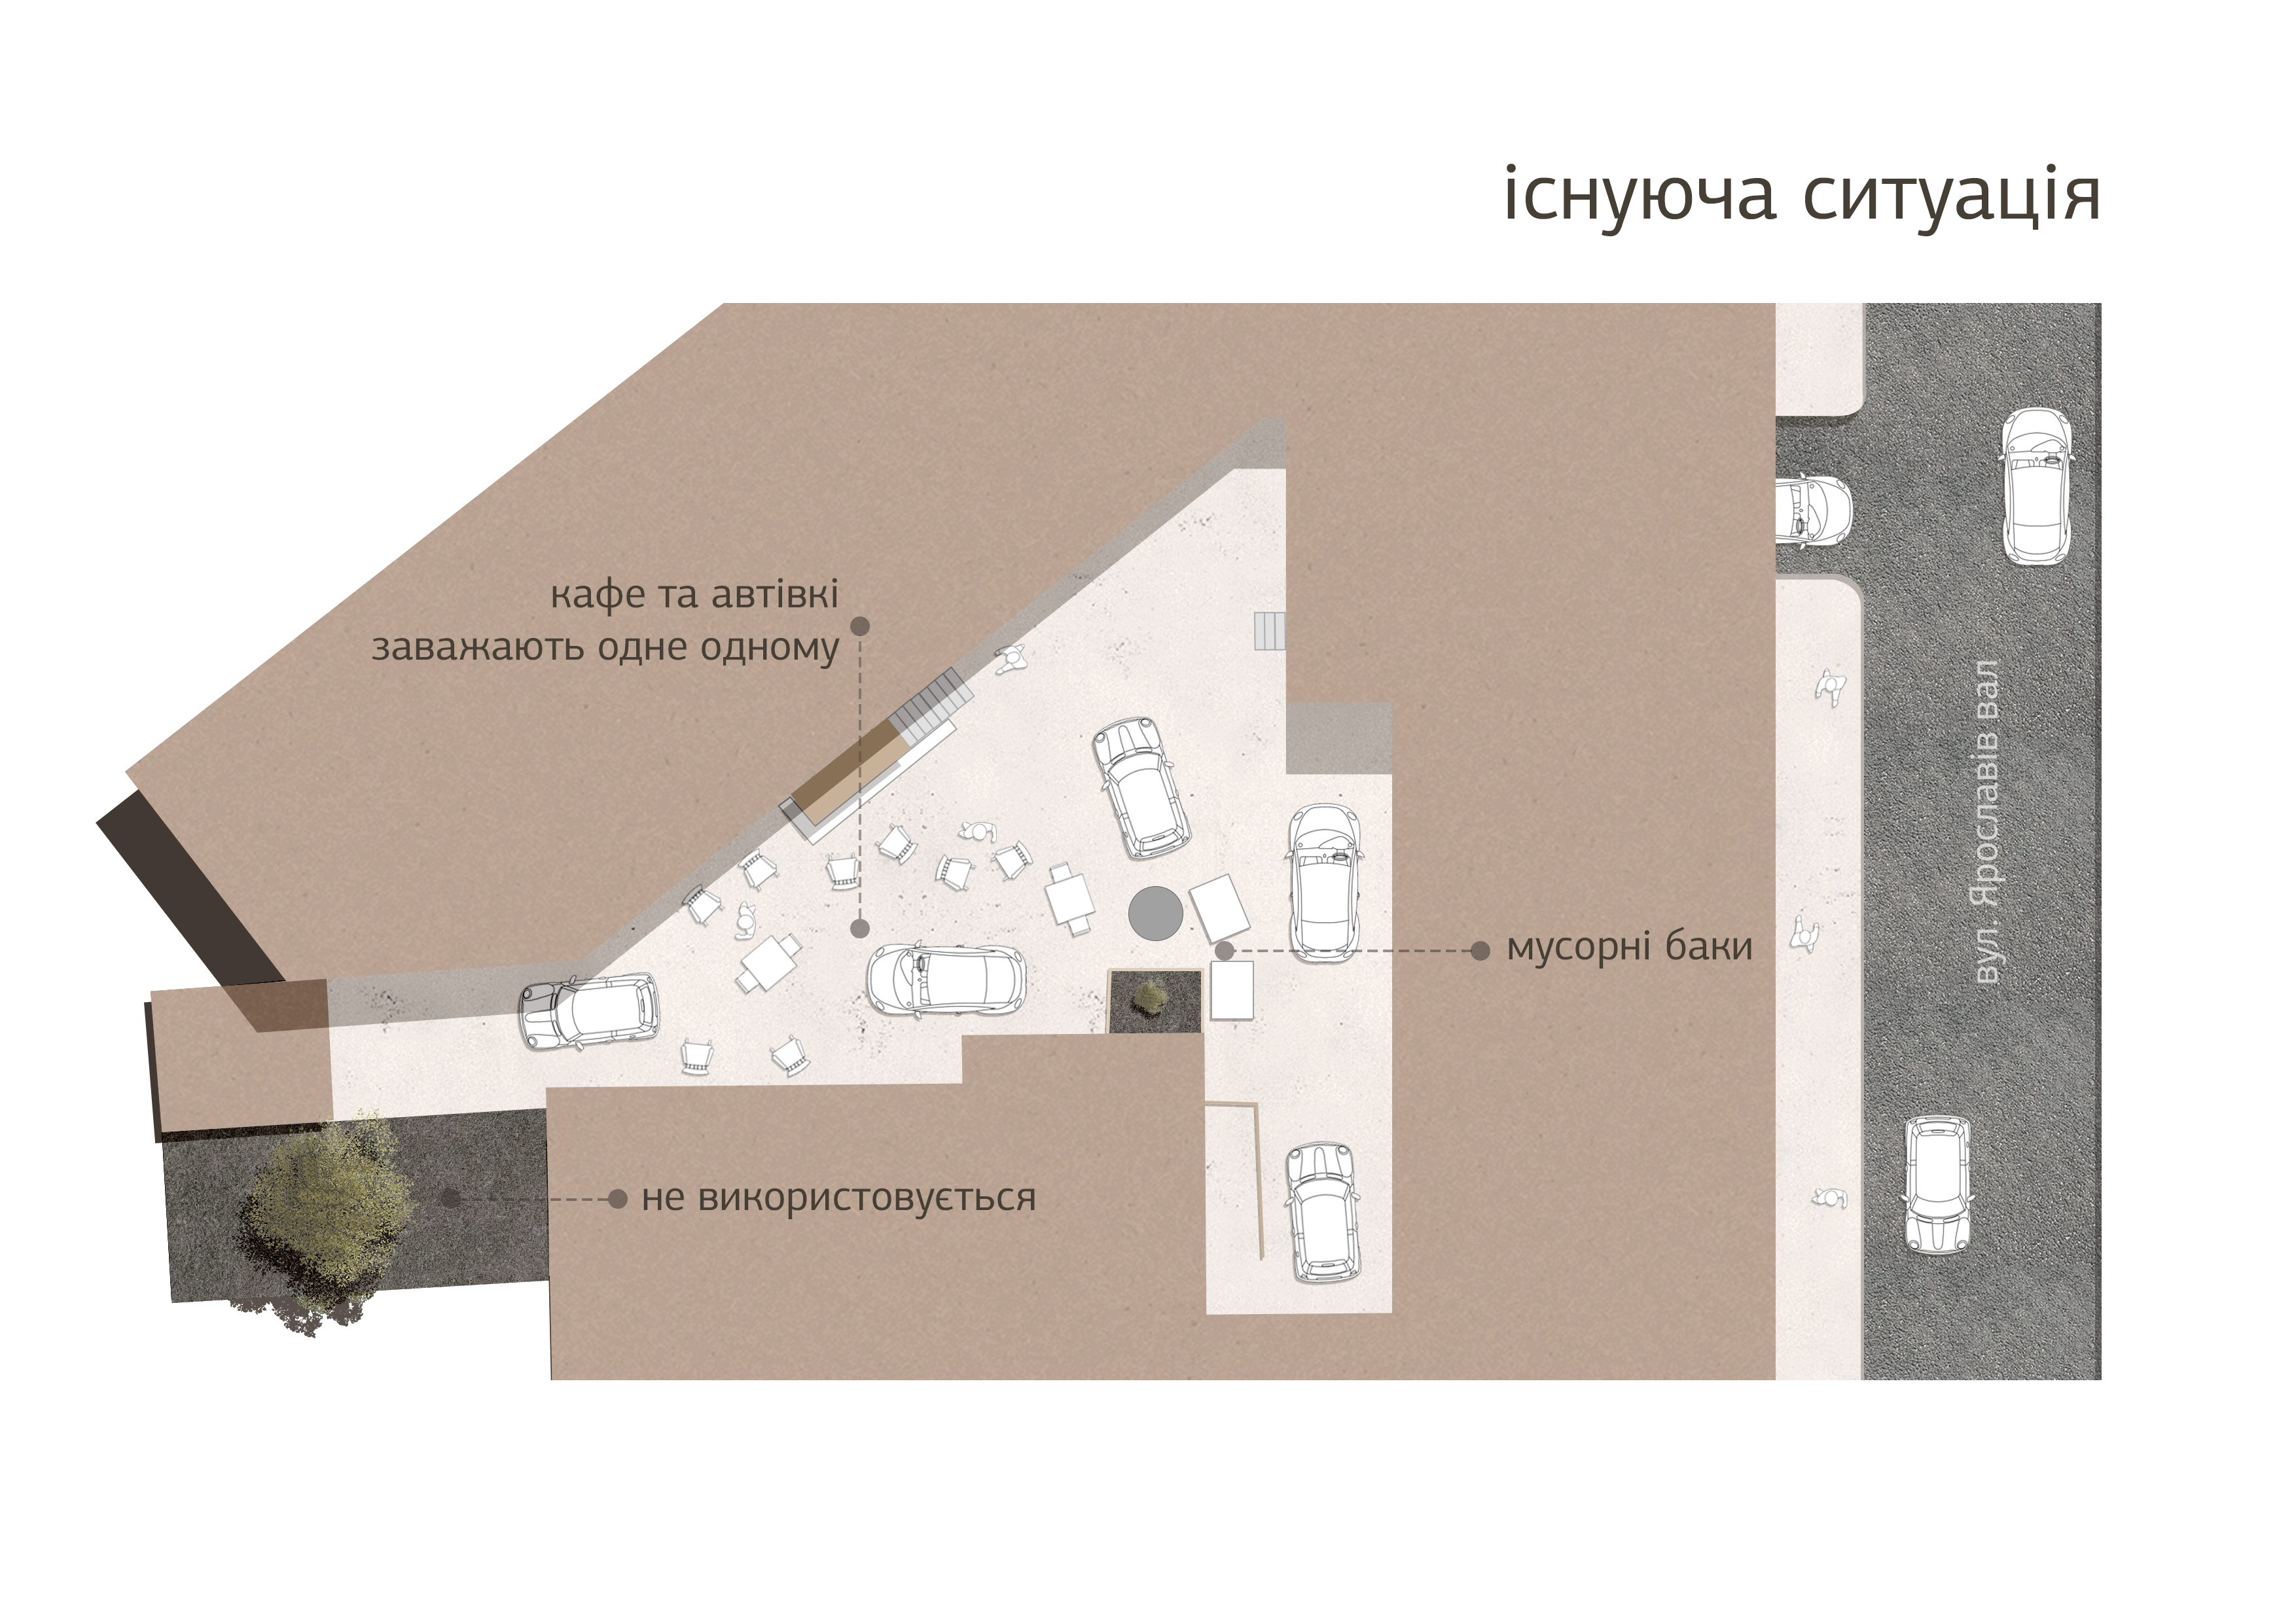 існуюча ситуація
кафе та автівкі
заважають одне одному
мусорні баки
вул. Ярославів вал
не використовується